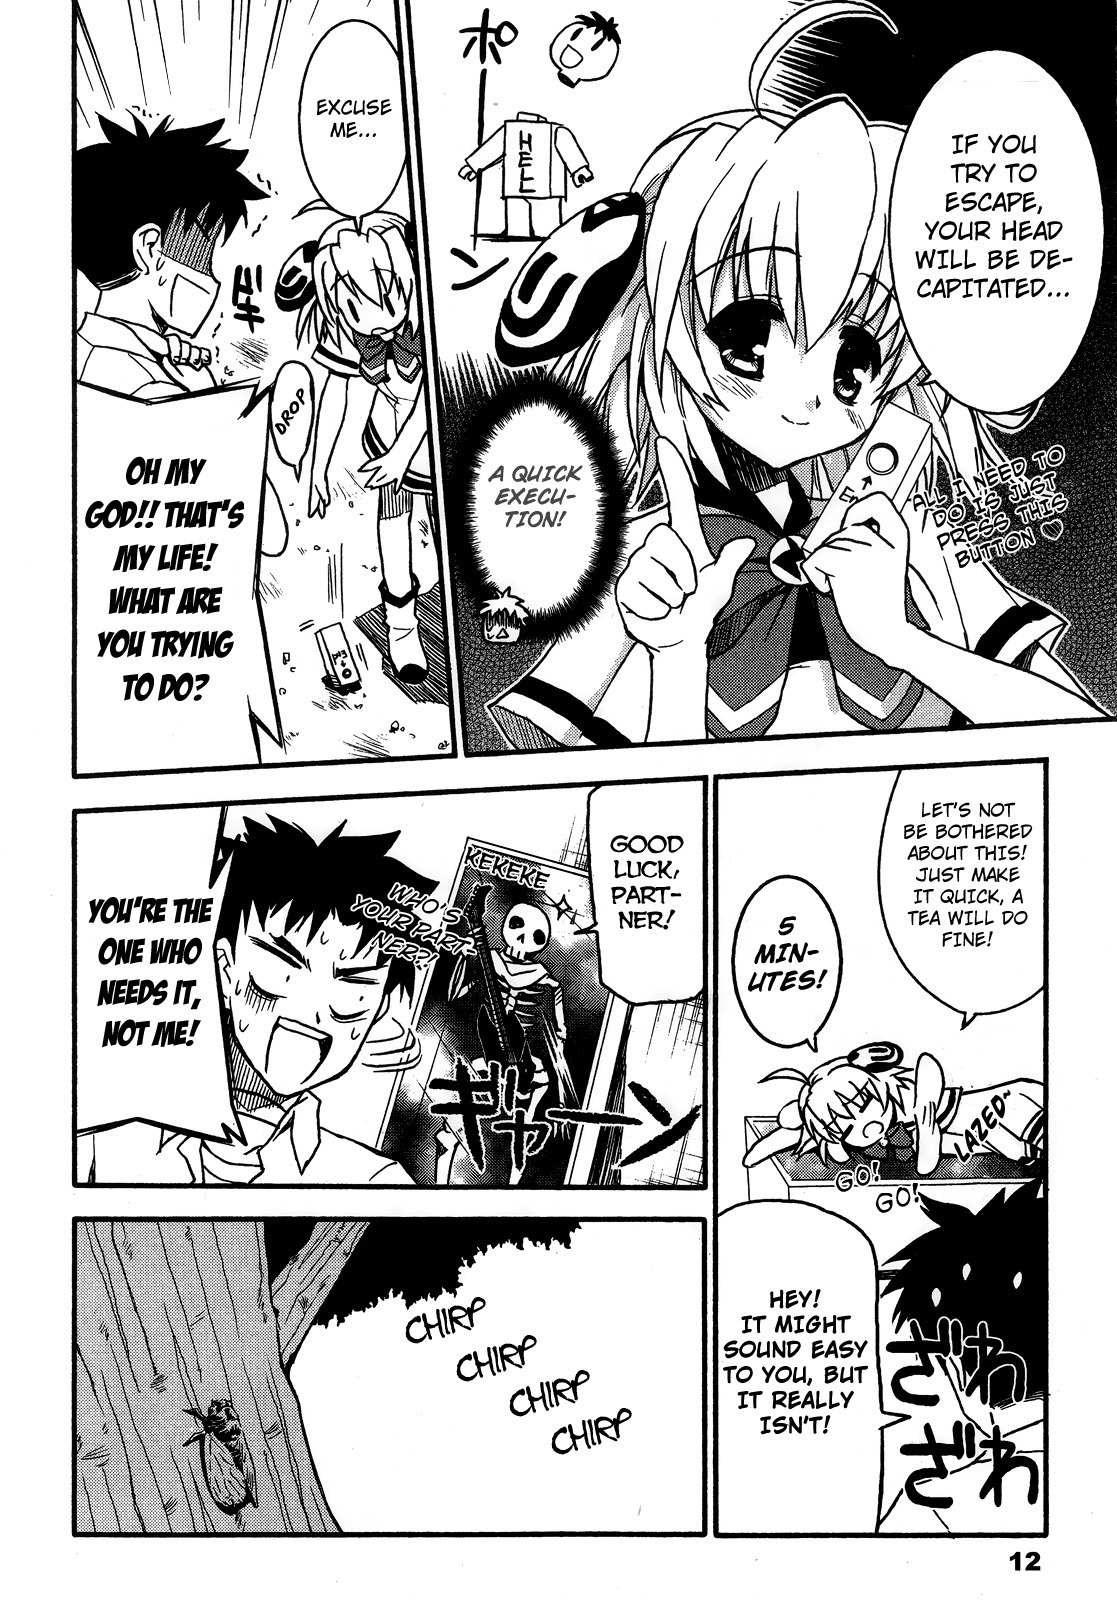 IF YOU
TRY TO
ESCAPE,
YOUR HEAD
WILL BE DE-
CAPITATED...
ポ
ン
HELL
ALL I NEED TO
DO IS JUST
PRESS THIS
BUTTON ♡
A QUICK
EXECU-
TION!
EXCUSE
ME...
DROP
OH MY
GOD!! THAT'S
MY LIFE!
WHAT ARE
YOU TRYING
TO DO?
LET'S NOT
BE BOTHERED
ABOUT THIS!
JUST MAKE
IT QUICK, A
TEA WILL DO
FINE!
5
MIN-
UTES!
LAZED~
GO!
GO!
HEY!
IT MIGHT
SOUND EASY
TO YOU, BUT
IT REALLY
ISN'T!
ざわ
ざわ
GOOD
LUCK,
PART-
NER!
KEKEKE
WHO'S
YOUR PART-
NER?!
ギャーン
YOU'RE THE
ONE WHO
NEEDS IT,
NOT ME!
CHIRP
CHIRP
CHIRP
CHIRP
12